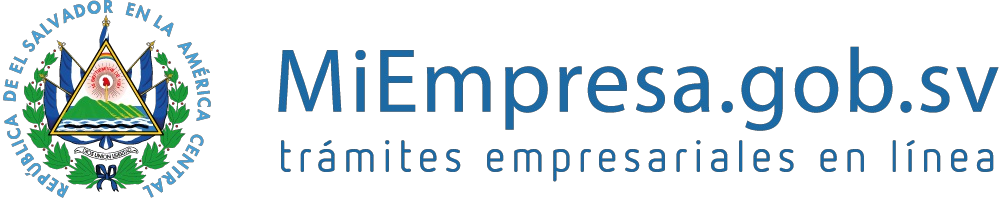 REPÚBLICA DE EL SALVADOR EN LA AMÉRICA CENTRAL
DIOS UNION LIBERTAD
MiEmpresa.gob.sv
trámites empresariales en línea